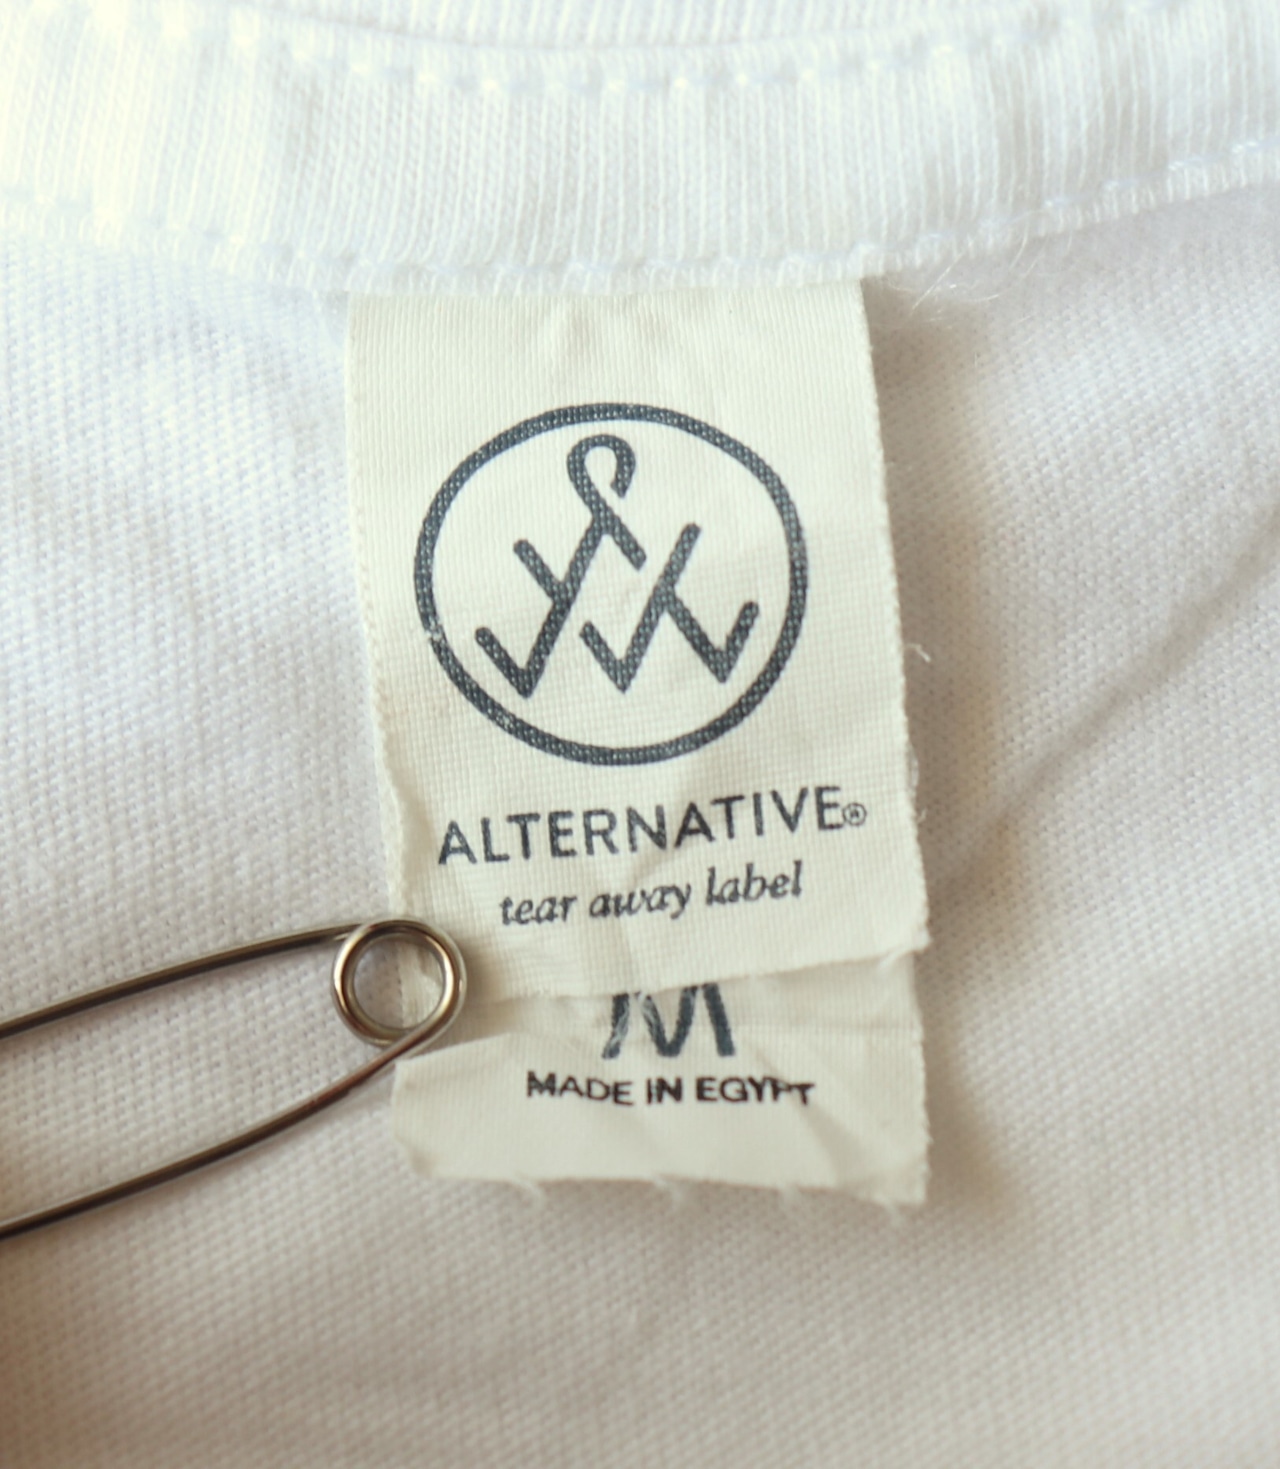 ALTERNATIVE®
tear away label
M
MADE IN EGYPT